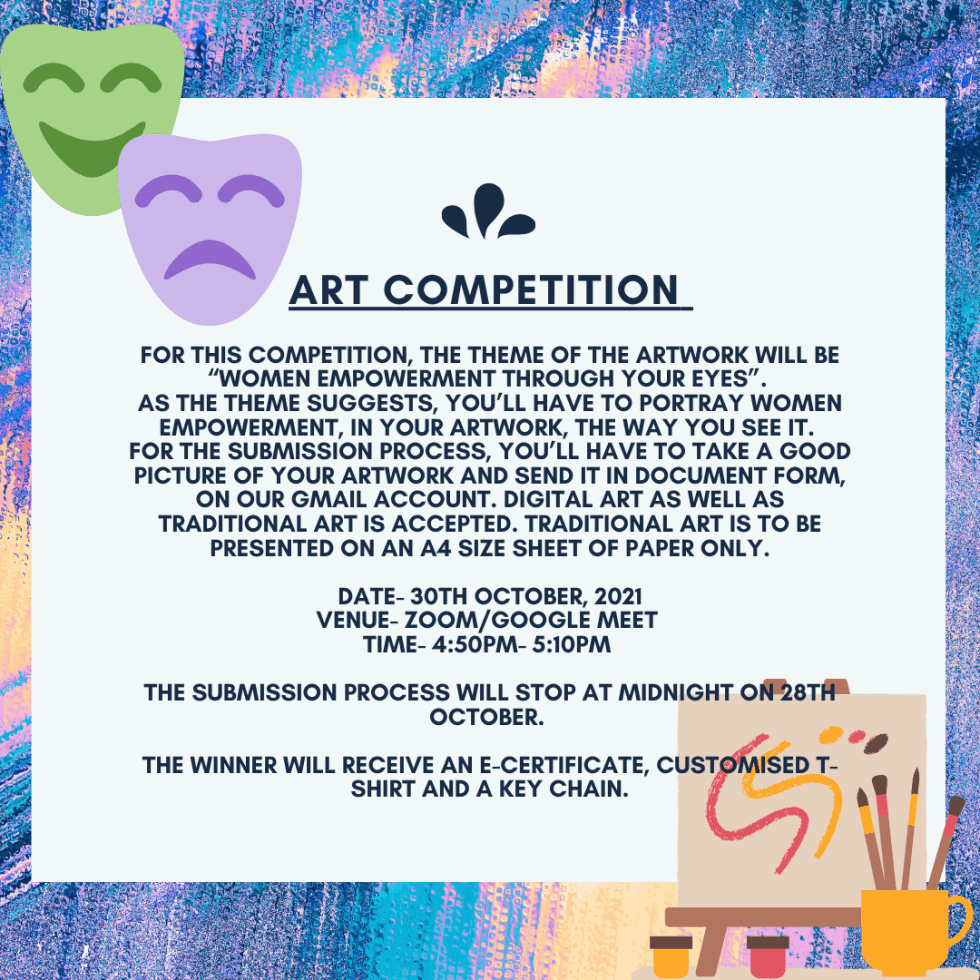 ART COMPETITION
FOR THIS COMPETITION, THE THEME OF THE ARTWORK WILL BE
“WOMEN EMPOWERMENT THROUGH YOUR EYES”.
AS THE THEME SUGGESTS, YOU’LL HAVE TO PORTRAY WOMEN
EMPOWERMENT, IN YOUR ARTWORK, THE WAY YOU SEE IT.
FOR THE SUBMISSION PROCESS, YOU’LL HAVE TO TAKE A GOOD
PICTURE OF YOUR ARTWORK AND SEND IT IN DOCUMENT FORM,
ON OUR GMAIL ACCOUNT. DIGITAL ART AS WELL AS
TRADITIONAL ART IS ACCEPTED. TRADITIONAL ART IS TO BE
PRESENTED ON AN A4 SIZE SHEET OF PAPER ONLY.
DATE- 30TH OCTOBER, 2021
VENUE- ZOOM/GOOGLE MEET
TIME- 4:50PM- 5:10PM
THE SUBMISSION PROCESS WILL STOP AT MIDNIGHT ON 28TH
OCTOBER.
THE WINNER WILL RECEIVE AN E-CERTIFICATE, CUSTOMISED T-
SHIRT AND A KEY CHAIN.